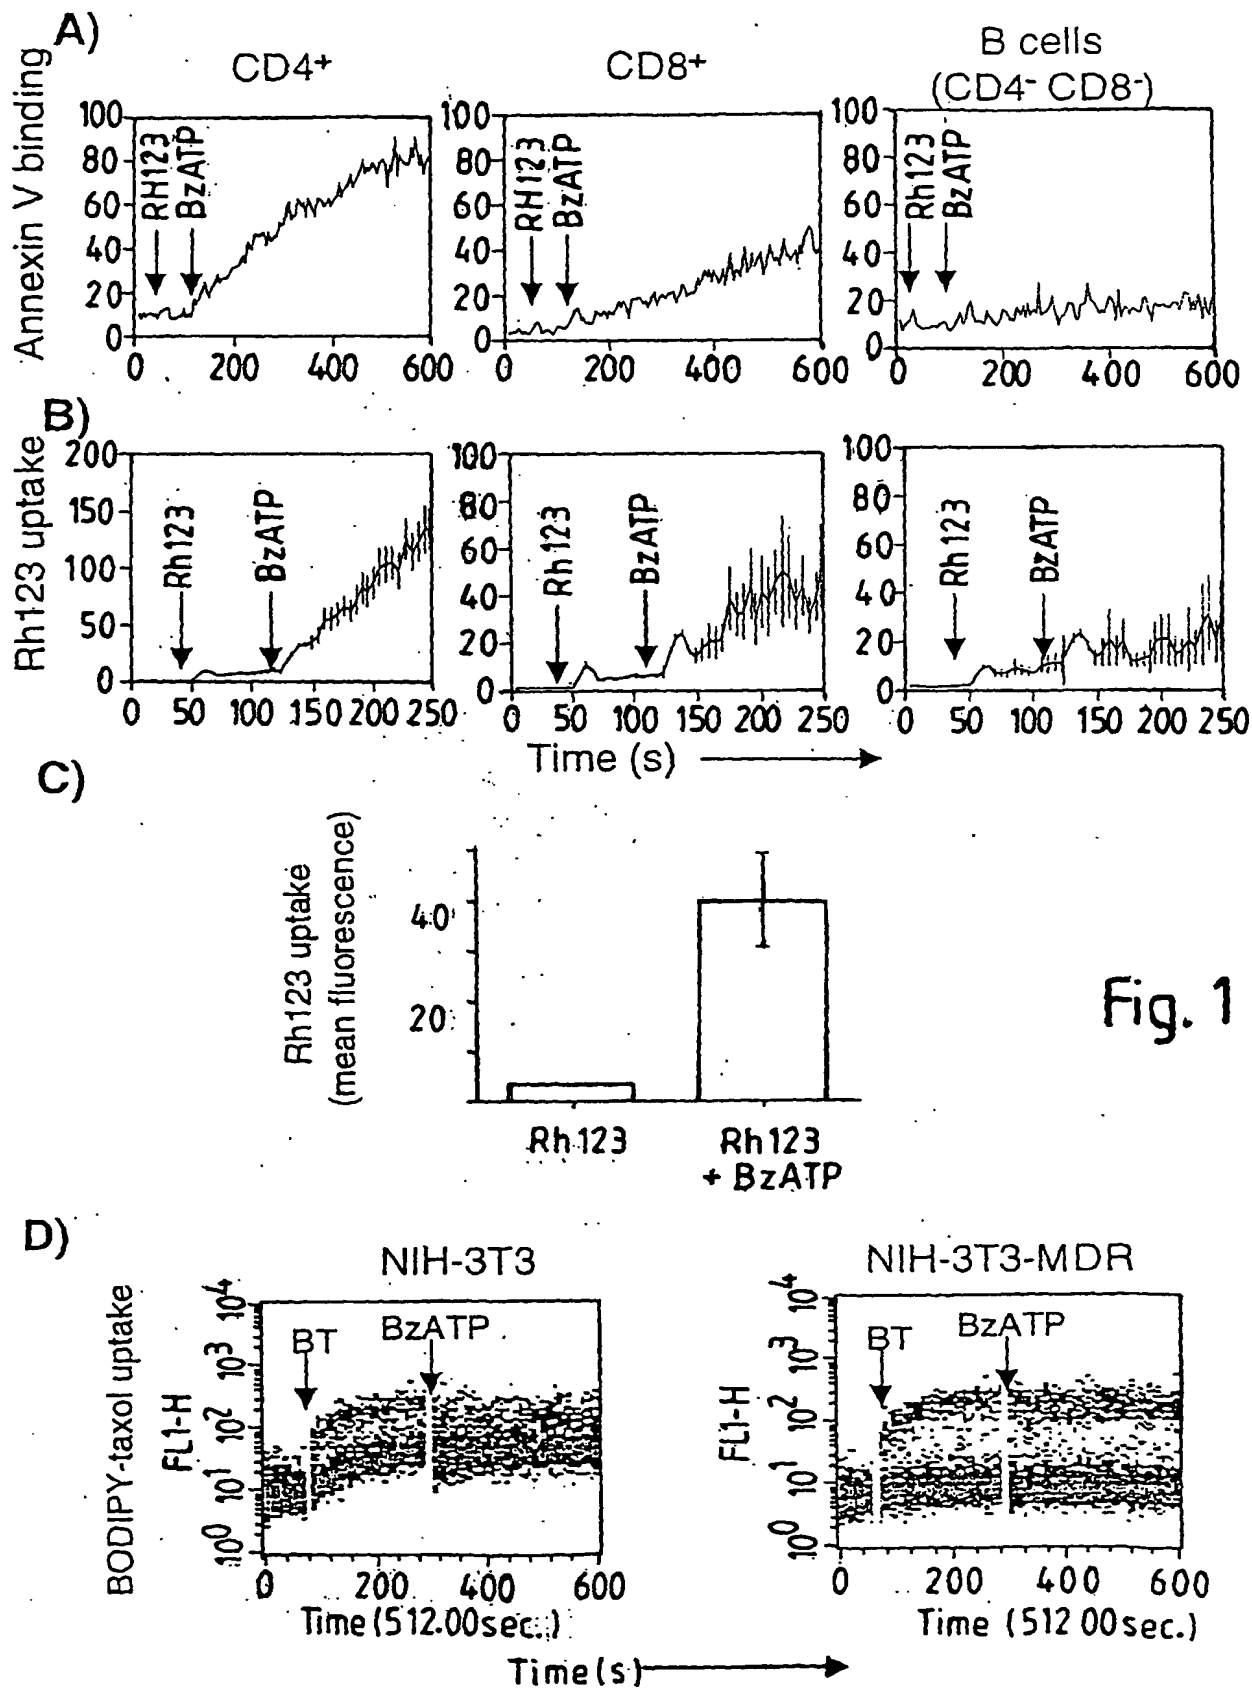 A)
CD4+
CD8+
B cells
(CD4- CD8-)
Annexin V binding
100
80
60
40
20
0
RH123
BzATP
0 200 400 600
100
80
60
40
20
0
RH123
BzATP
0 200 400 600
100
80
60
40
20
0
Rh123
BzATP
0 200 400 600
B)
Rh123 uptake
200
150
100
50
0
Rh123
BzATP
0 50 100 150 200 250
100
80
60
40
20
0
Rh123
BzATP
0 50 100 150 200 250
100
80
60
40
20
0
Rh123
BzATP
0 50 100 150 200 250
Time (s)
C)
Rh123 uptake
(mean fluorescence)
40
20
Rh123
Rh123
+ BzATP
Fig. 1
D)
BODIPY-taxol uptake
NIH-3T3
FL1-H
10^4
10^3
10^2
10^1
10^0
BT
BzATP
0 200 400 600
Time (512.00sec.)
NIH-3T3-MDR
FL1-H
10^4
10^3
10^2
10^1
10^0
BT
BzATP
0 200 400 600
Time (512 00sec.)
Time (s)